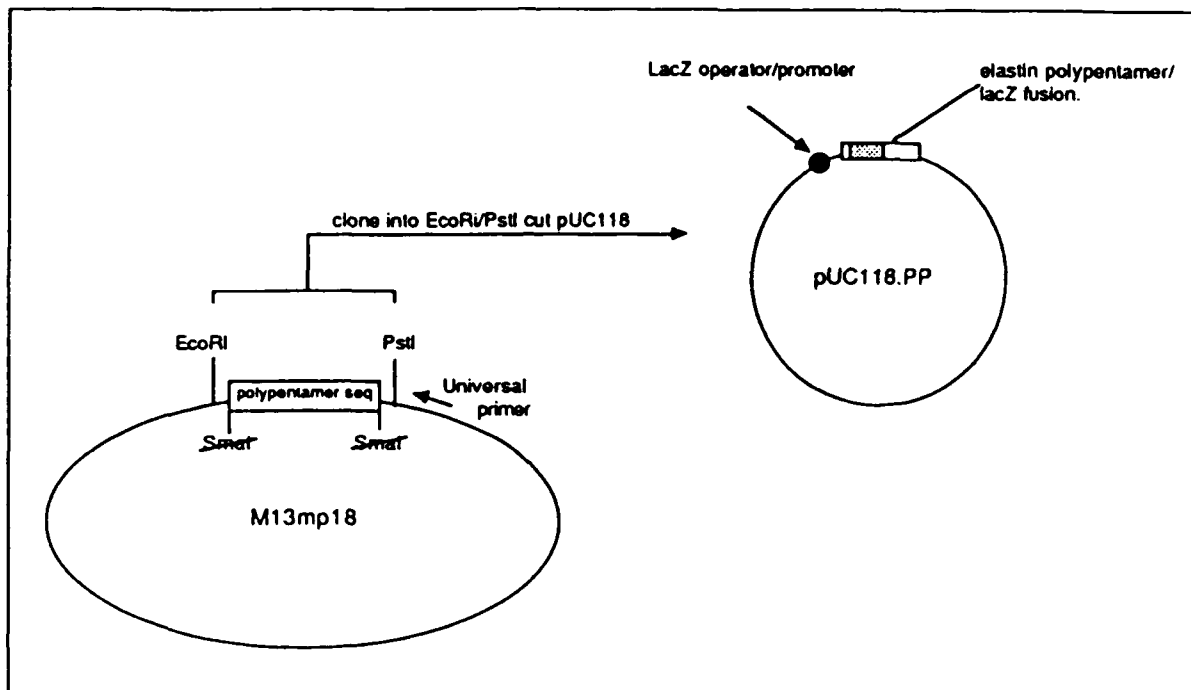 LacZ operator/promoter
elastin polypentamer/
lacZ fusion.
clone into EcoRi/PstI cut pUC118
pUC118.PP
EcoRI
PstI
polypentamer seq
Universal
primer
SmaI
SmaI
M13mp18